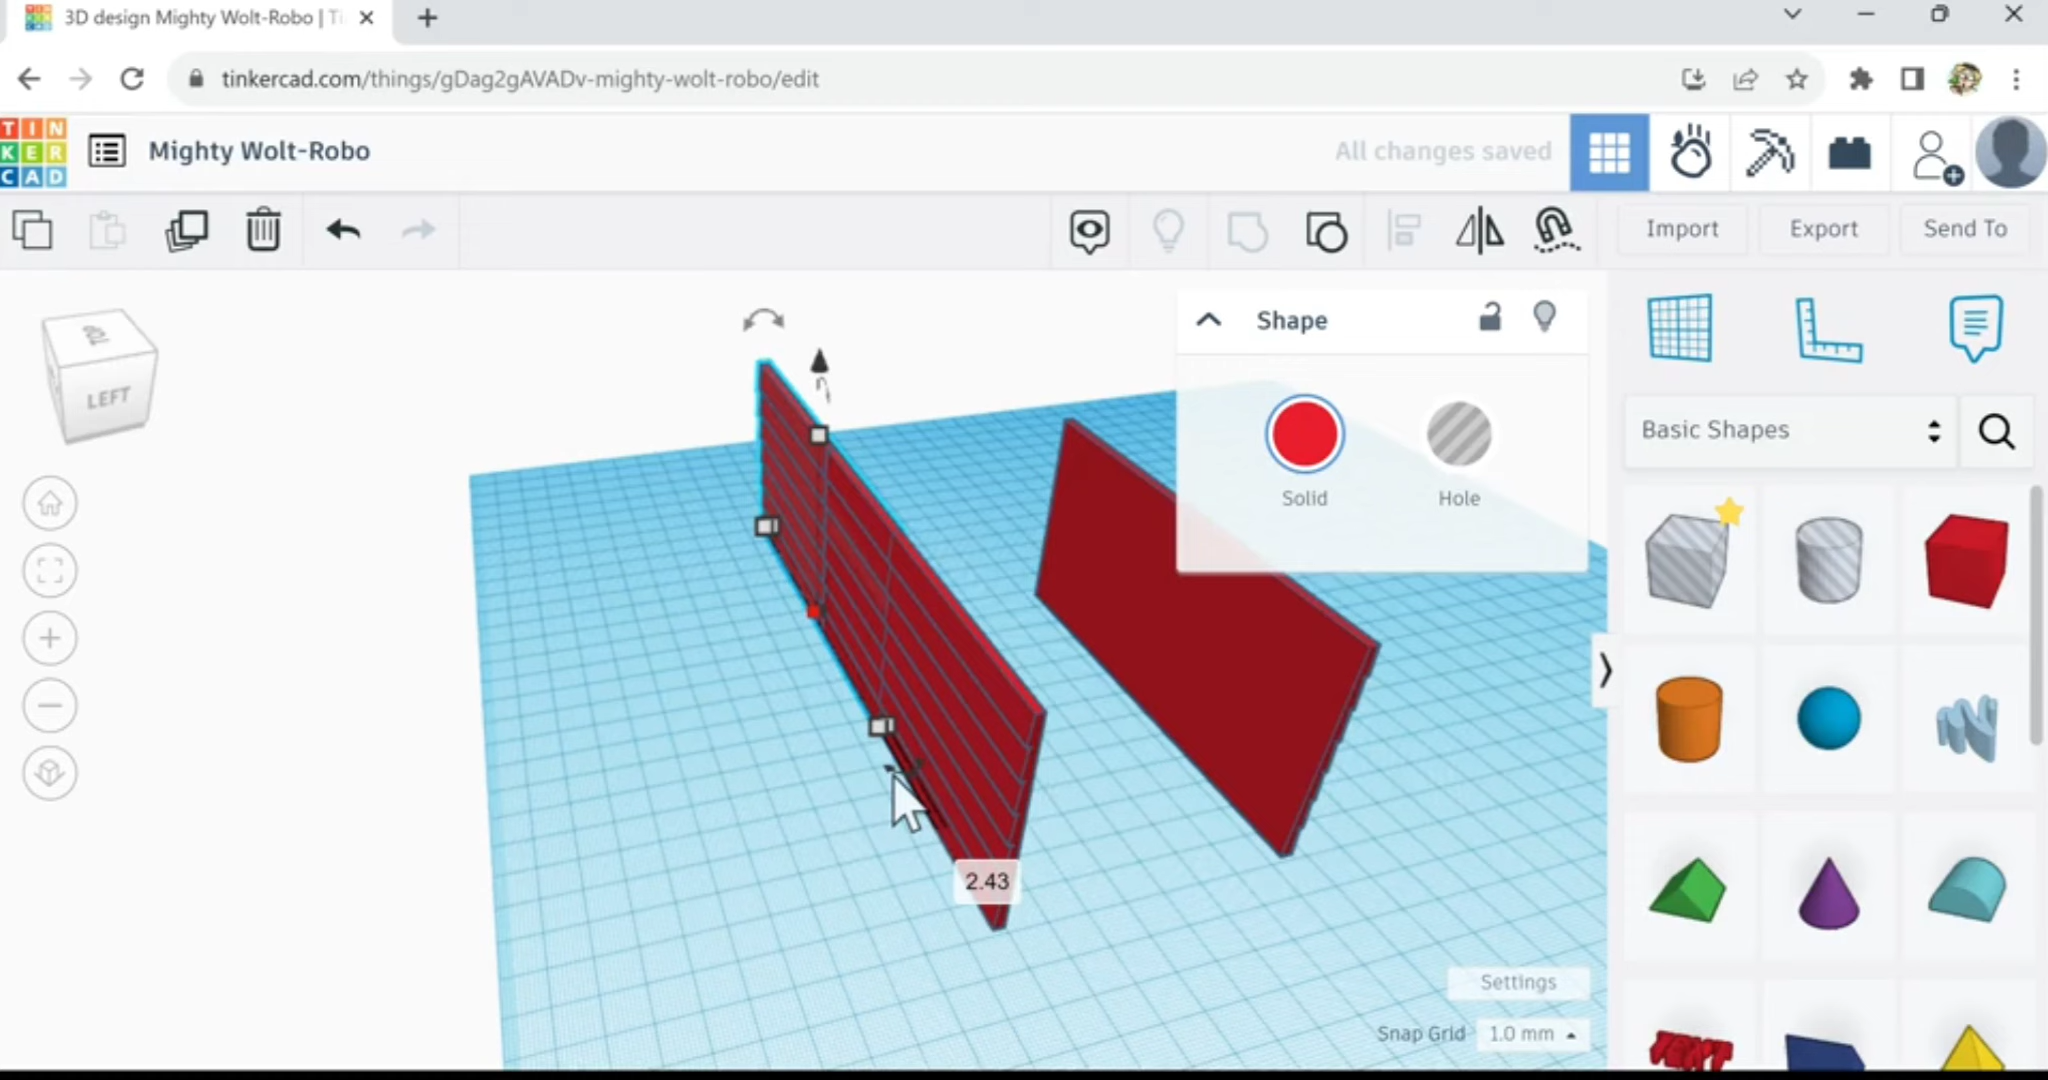 3D design Mighty Wolt-Robo | Ti
tinkercad.com/things/gDag2gAVADv-mighty-wolt-robo/edit
TIN
KER
CAD
Mighty Wolt-Robo
All changes saved
Import
Export
Send To
TOP
LEFT
Shape
Solid
Hole
Basic Shapes
2.43
TEXT
Settings
Snap Grid 1.0 mm